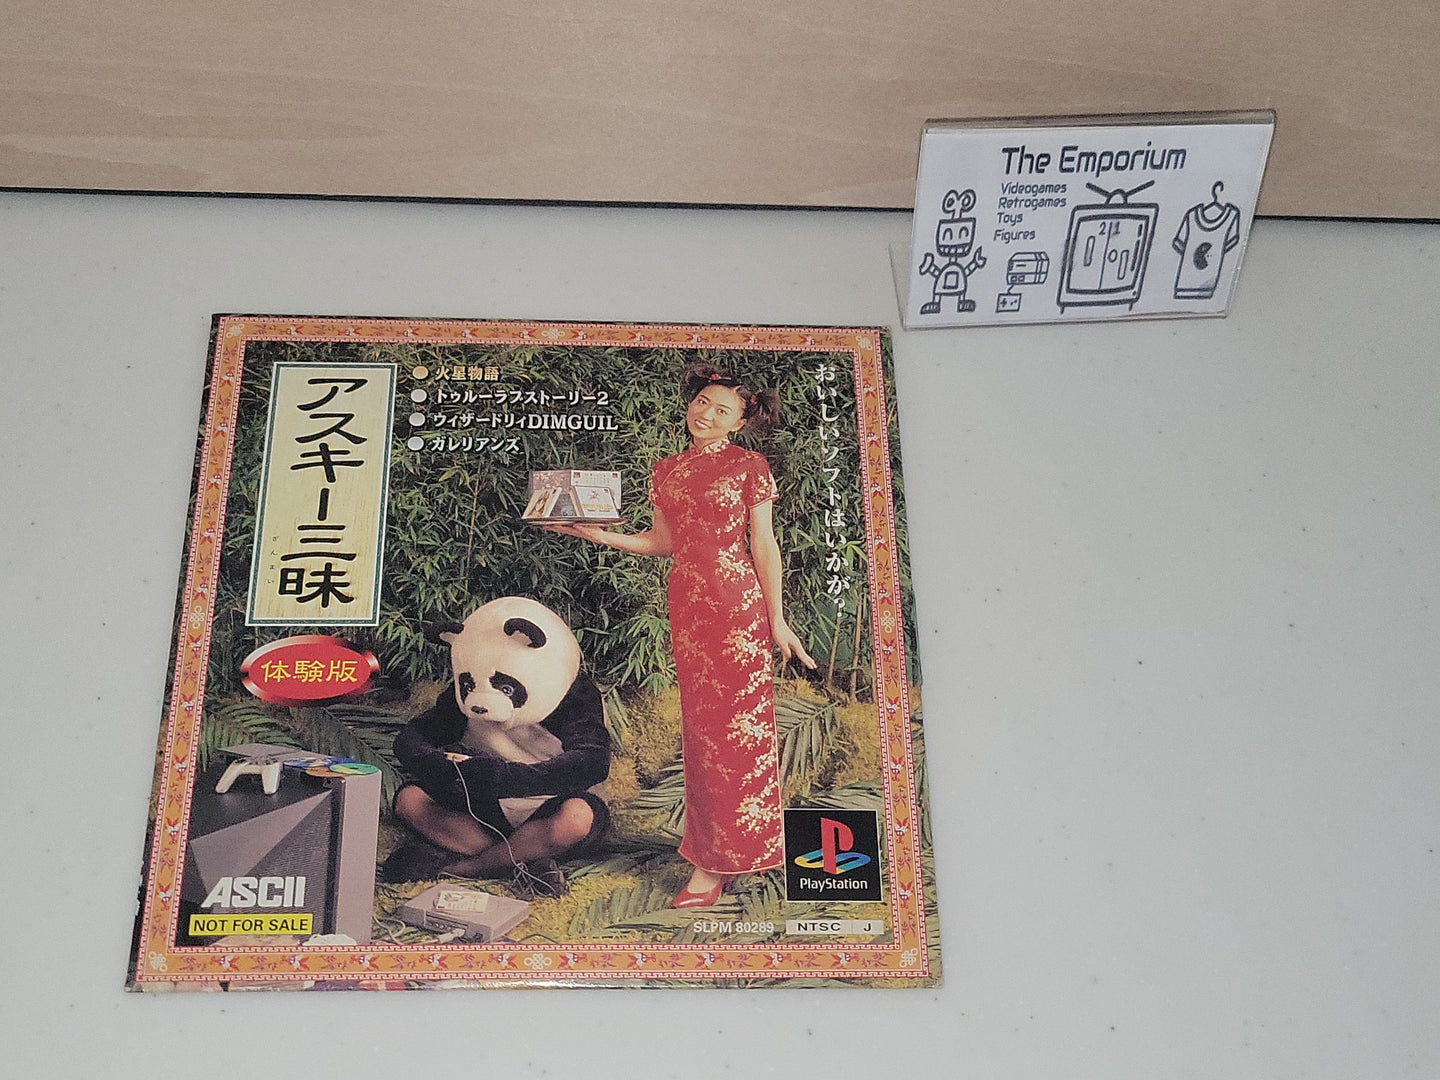 The Emporium
Videogames
Retrogames
Toys
Figures
2 1
アスキー三昧
ざんまい
火星物語
トゥルーラブストーリー2
ウィザードリィDIMGUIL
ガレリアンズ
おいしいソフトはいかが?
体験版
ASCII
NOT FOR SALE
PlayStation
SLPM 80289
NTSC J